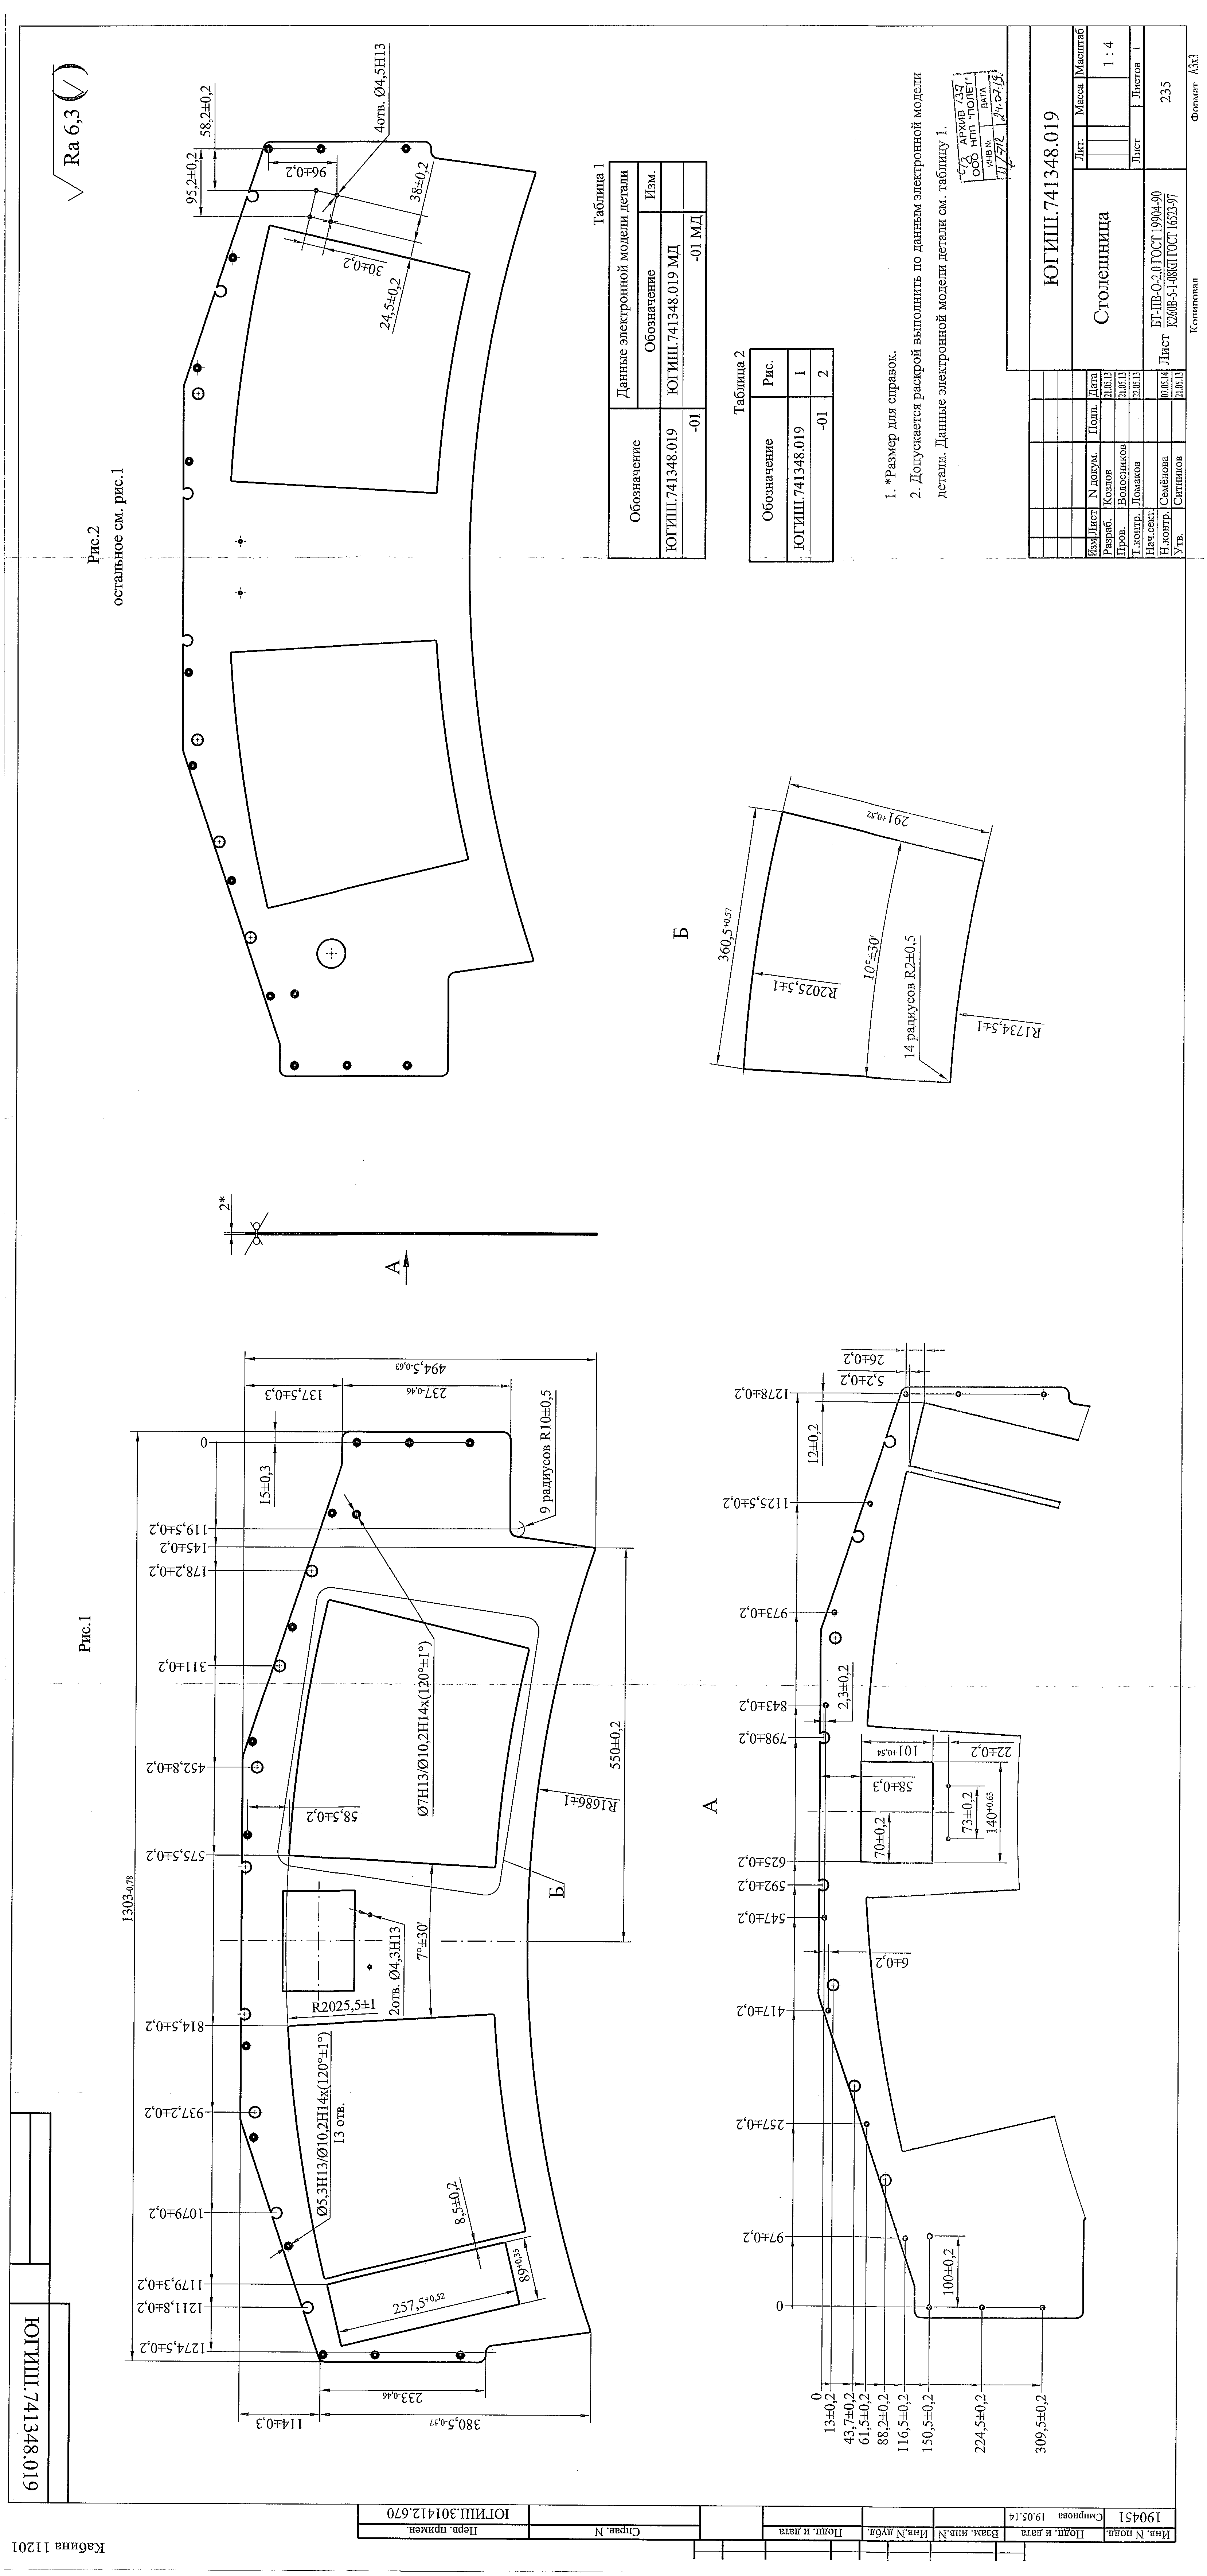 Кабина 11201
ЮГИШ.741348.019
Перв. примен.
ЮГИШ.301412.670
Справ. N
Подп. и дата
Инв.N дубл.
Взам. инв.N
Подп. и дата
Смирнова 19.05.14
Инв. N подл.
190451
Рис.1
1303-0,78
1274,5±0,2
1211,8±0,2
1179,3±0,2
1079±0,2
937,2±0,2
814,5±0,2
575,5±0,2
452,8±0,2
311±0,2
178,2±0,2
145±0,2
119,5±0,2
0
15±0,3
114±0,3
233-0,46
380,5-0,57
137,5±0,3
237-0,46
494,5-0,63
257,5+0,52
89+0,35
8,5±0,2
Ø5,3H13/Ø10,2H14x(120°±1°)
13 отв.
R2025,5±1
2отв. Ø4,3H13
7°±30'
58,5±0,2
Ø7H13/Ø10,2H14x(120°±1°)
Б
R1686±1
550±0,2
9 радиусов R10±0,5
А
2*
А
0
97±0,2
257±0,2
417±0,2
547±0,2
592±0,2
625±0,2
798±0,2
843±0,2
973±0,2
1125,5±0,2
1278±0,2
12±0,2
5,2±0,2
26±0,2
2,3±0,2
6±0,2
58±0,3
101+0,54
22±0,2
70±0,2
73±0,2
140+0,63
100±0,2
0
13±0,2
43,7±0,2
61,5±0,2
88,2±0,2
116,5±0,2
150,5±0,2
224,5±0,2
309,5±0,2
Рис.2
остальное см. рис.1
Ra 6,3 (√)
95,2±0,2
58,2±0,2
96±0,2
4отв. Ø4,5H13
38±0,2
30±0,2
24,5±0,2
Б
360,5+0,57
291+0,52
R2025,5±1
10°±30'
14 радиусов R2±0,5
R1734,5±1
Таблица 1
Обозначение
Данные электронной модели детали
Обозначение
Изм.
ЮГИШ.741348.019
ЮГИШ.741348.019 МД
-01
-01 МД
Таблица 2
Обозначение
Рис.
ЮГИШ.741348.019
1
-01
2
1. *Размер для справок.
2. Допускается раскрой выполнить по данным электронной модели
детали. Данные электронной модели детали см. таблицу 1.
АРХИВ
ООО НПП "ПОЛЕТ"
ИНВ №
ДАТА
ЮГИШ.741348.019
Столешница
Лит.
Масса
Масштаб
1 : 4
Лист
Листов 1
Изм
Лист
N докум.
Подп.
Дата
Разраб.
Козлов
21.05.13
Пров.
Волосников
21.05.13
Т.контр.
Ломаков
22.05.13
Нач.сект.
Н.контр.
Семёнова
07.05.14
Утв.
Ситников
21.05.13
Лист
БТ-ПВ-О-2,0 ГОСТ 19904-90
К260В-5-1-08КП ГОСТ 16523-97
235
Копировал
Формат А3х3